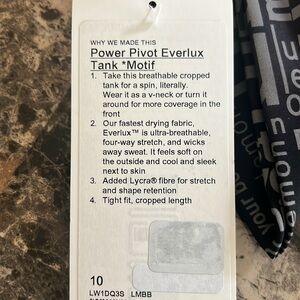 WHY WE MADE THIS
Power Pivot Everlux
Tank *Motif
1. Take this breathable cropped
tank for a spin, literally.
Wear it as a v-neck or turn it
around for more coverage in the
front
2. Our fastest drying fabric,
Everlux™ is ultra-breathable,
four-way stretch, and wicks
away sweat. It feels soft on
the outside and cool and sleek
next to skin
3. Added Lycra® fibre for stretch
and shape retention
4. Tight fit, cropped length
10
LW1DQ3S LMBB
your